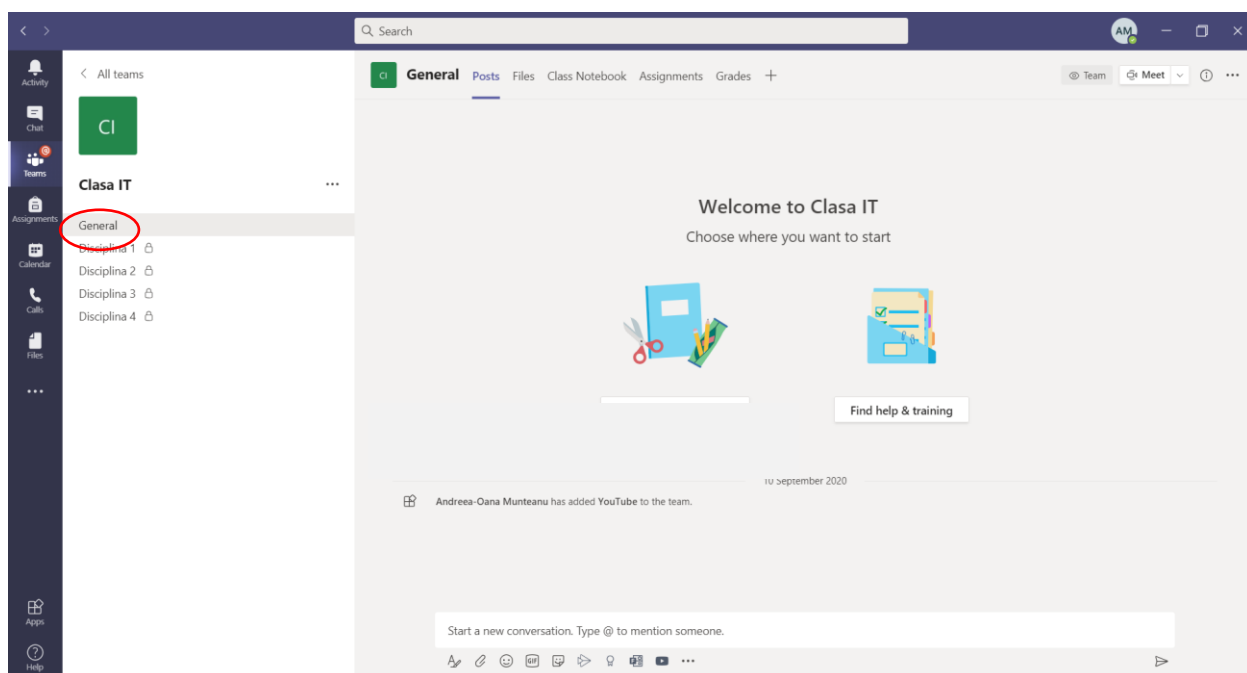 Search
AM
Activity
Chat
Teams
Assignments
Calendar
Calls
Files
Apps
Help
All teams
CI
Clasa IT
General
Disciplina 1
Disciplina 2
Disciplina 3
Disciplina 4
CI General Posts Files Class Notebook Assignments Grades
Team Meet
Welcome to Clasa IT
Choose where you want to start
Find help & training
10 September 2020
Andreea-Oana Munteanu has added YouTube to the team.
Start a new conversation. Type @ to mention someone.
GIF